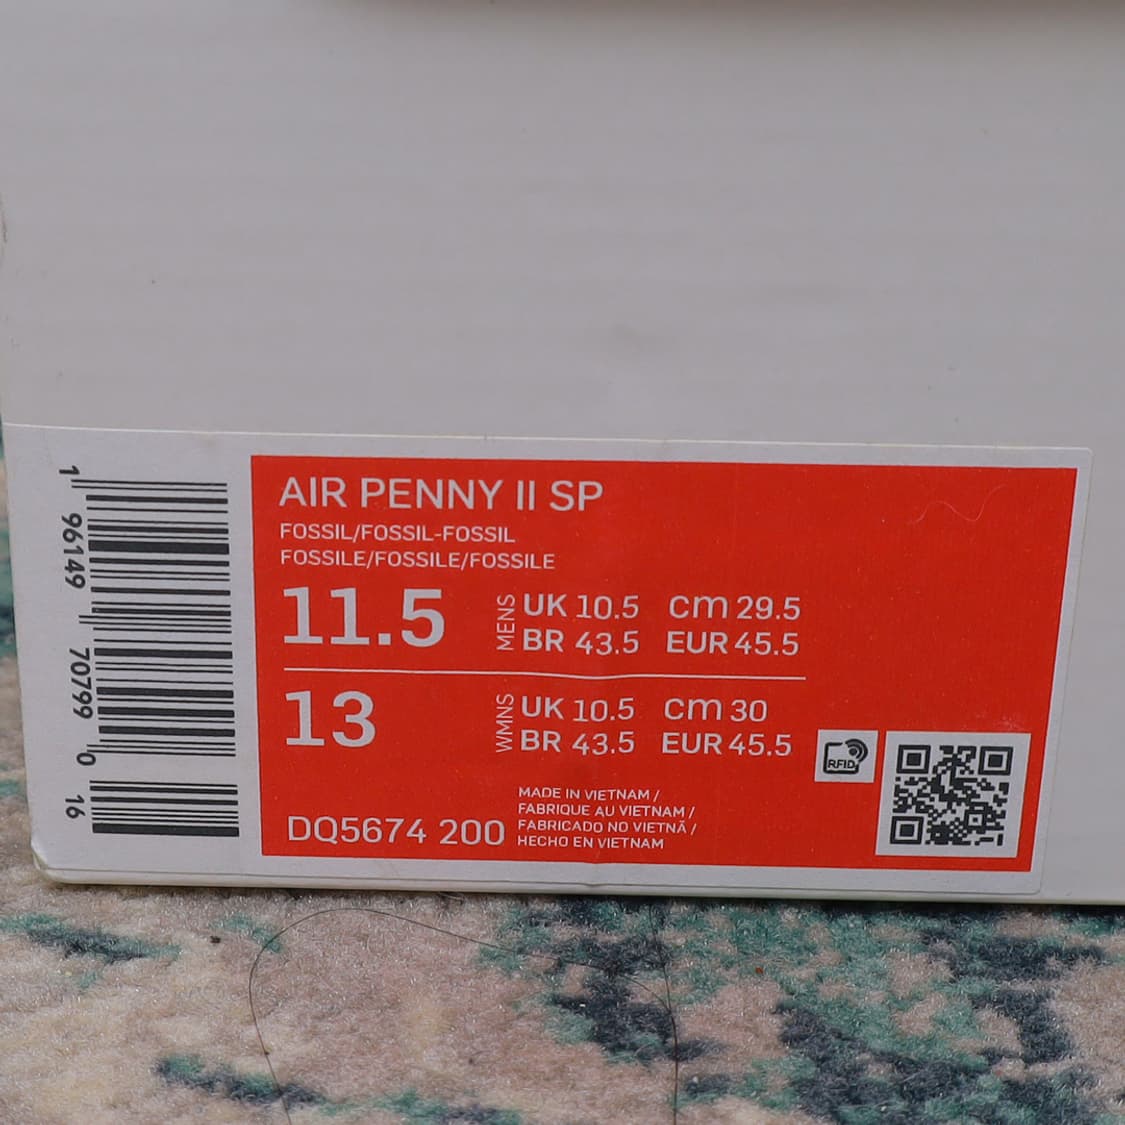 1 96149 70799 0 16
AIR PENNY II SP
FOSSIL/FOSSIL-FOSSIL
FOSSILE/FOSSILE/FOSSILE
11.5 MENS UK 10.5 cm 29.5
BR 43.5 EUR 45.5
13 WMNS UK 10.5 cm 30
BR 43.5 EUR 45.5
RFID
DQ5674 200
MADE IN VIETNAM /
FABRIQUE AU VIETNAM /
FABRICADO NO VIETNÃ /
HECHO EN VIETNAM